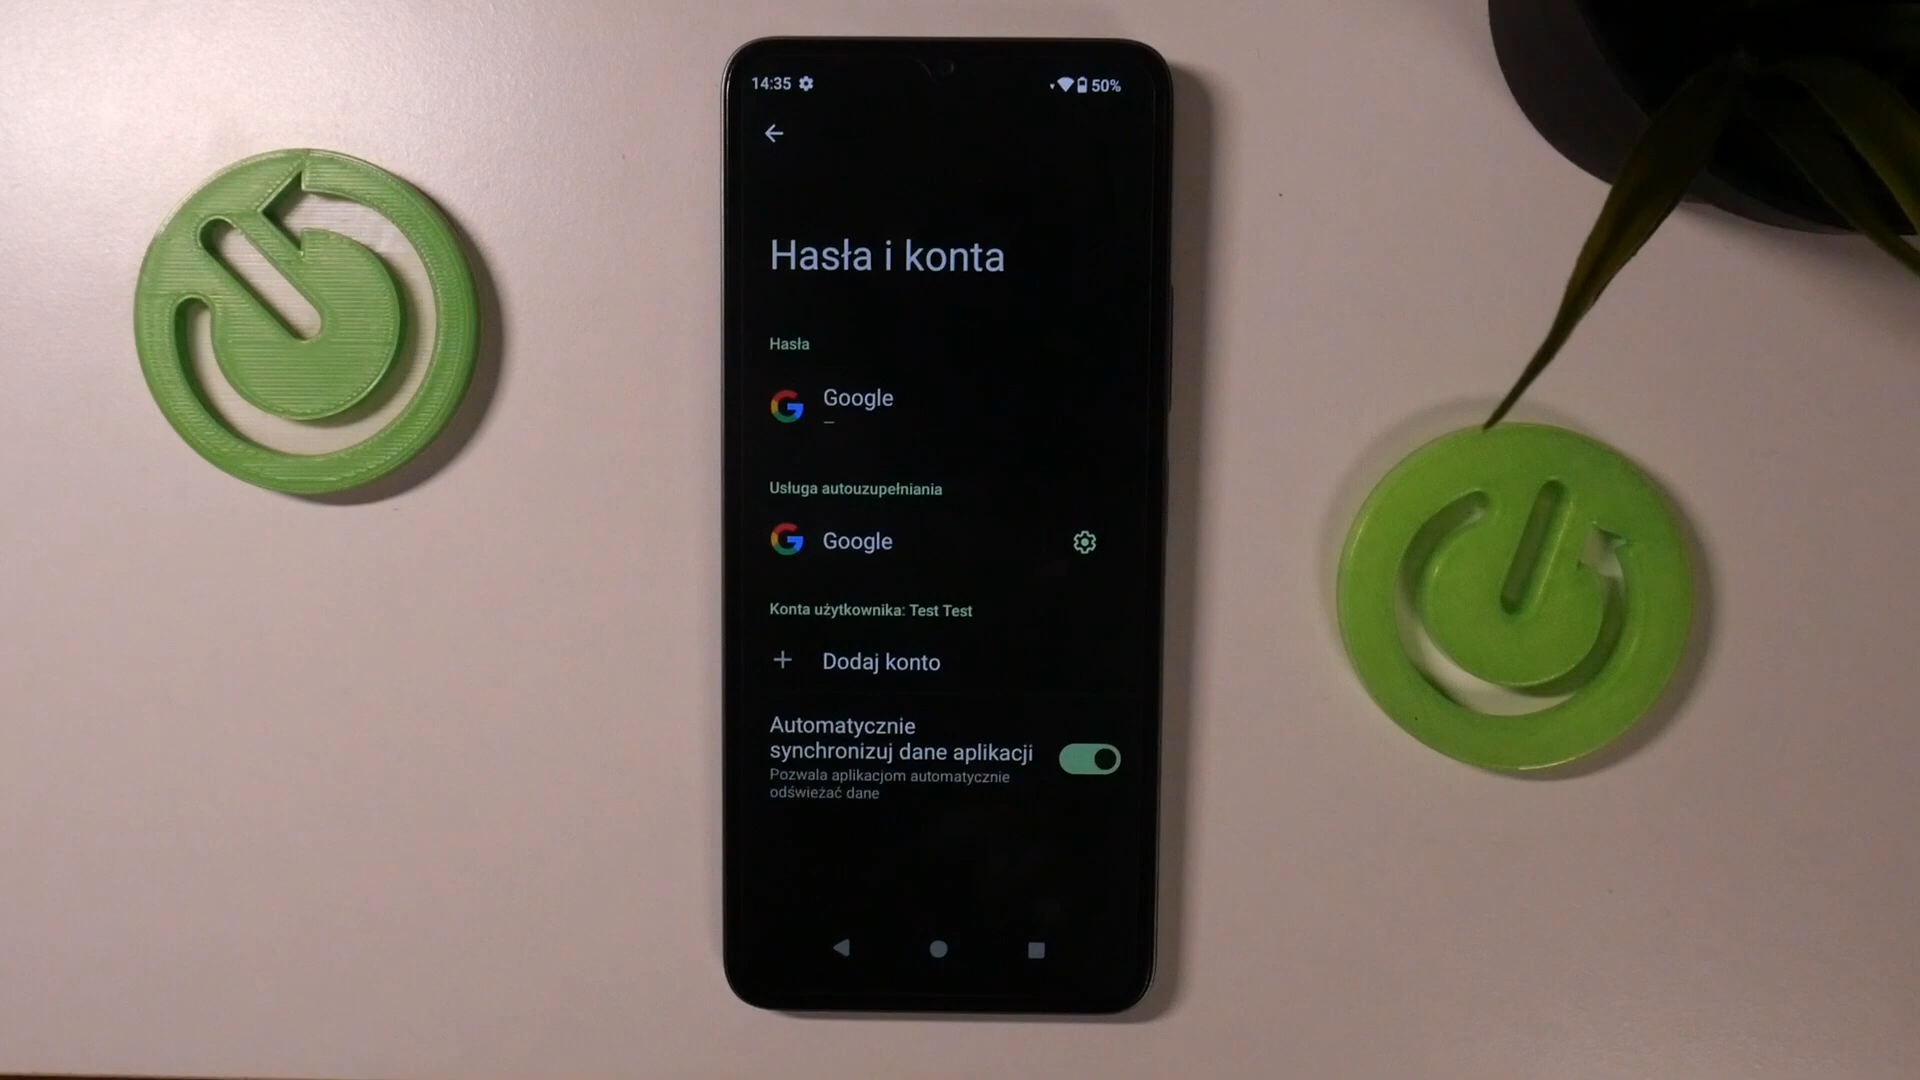 14:35 50%
Hasła i konta
Hasła
Google
—
Usługa autouzupełniania
Google
Konta użytkownika: Test Test
+ Dodaj konto
Automatycznie
synchronizuj dane aplikacji
Pozwala aplikacjom automatycznie
odświeżać dane